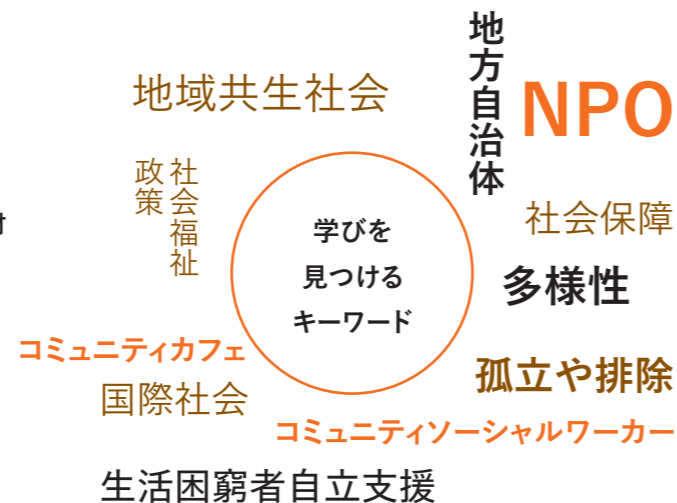 地方自治体
NPO
地域共生社会
社会福祉
政策
社会保障
学びを
見つける
キーワード
多様性
コミュニティカフェ
孤立や排除
国際社会
コミュニティソーシャルワーカー
生活困窮者自立支援